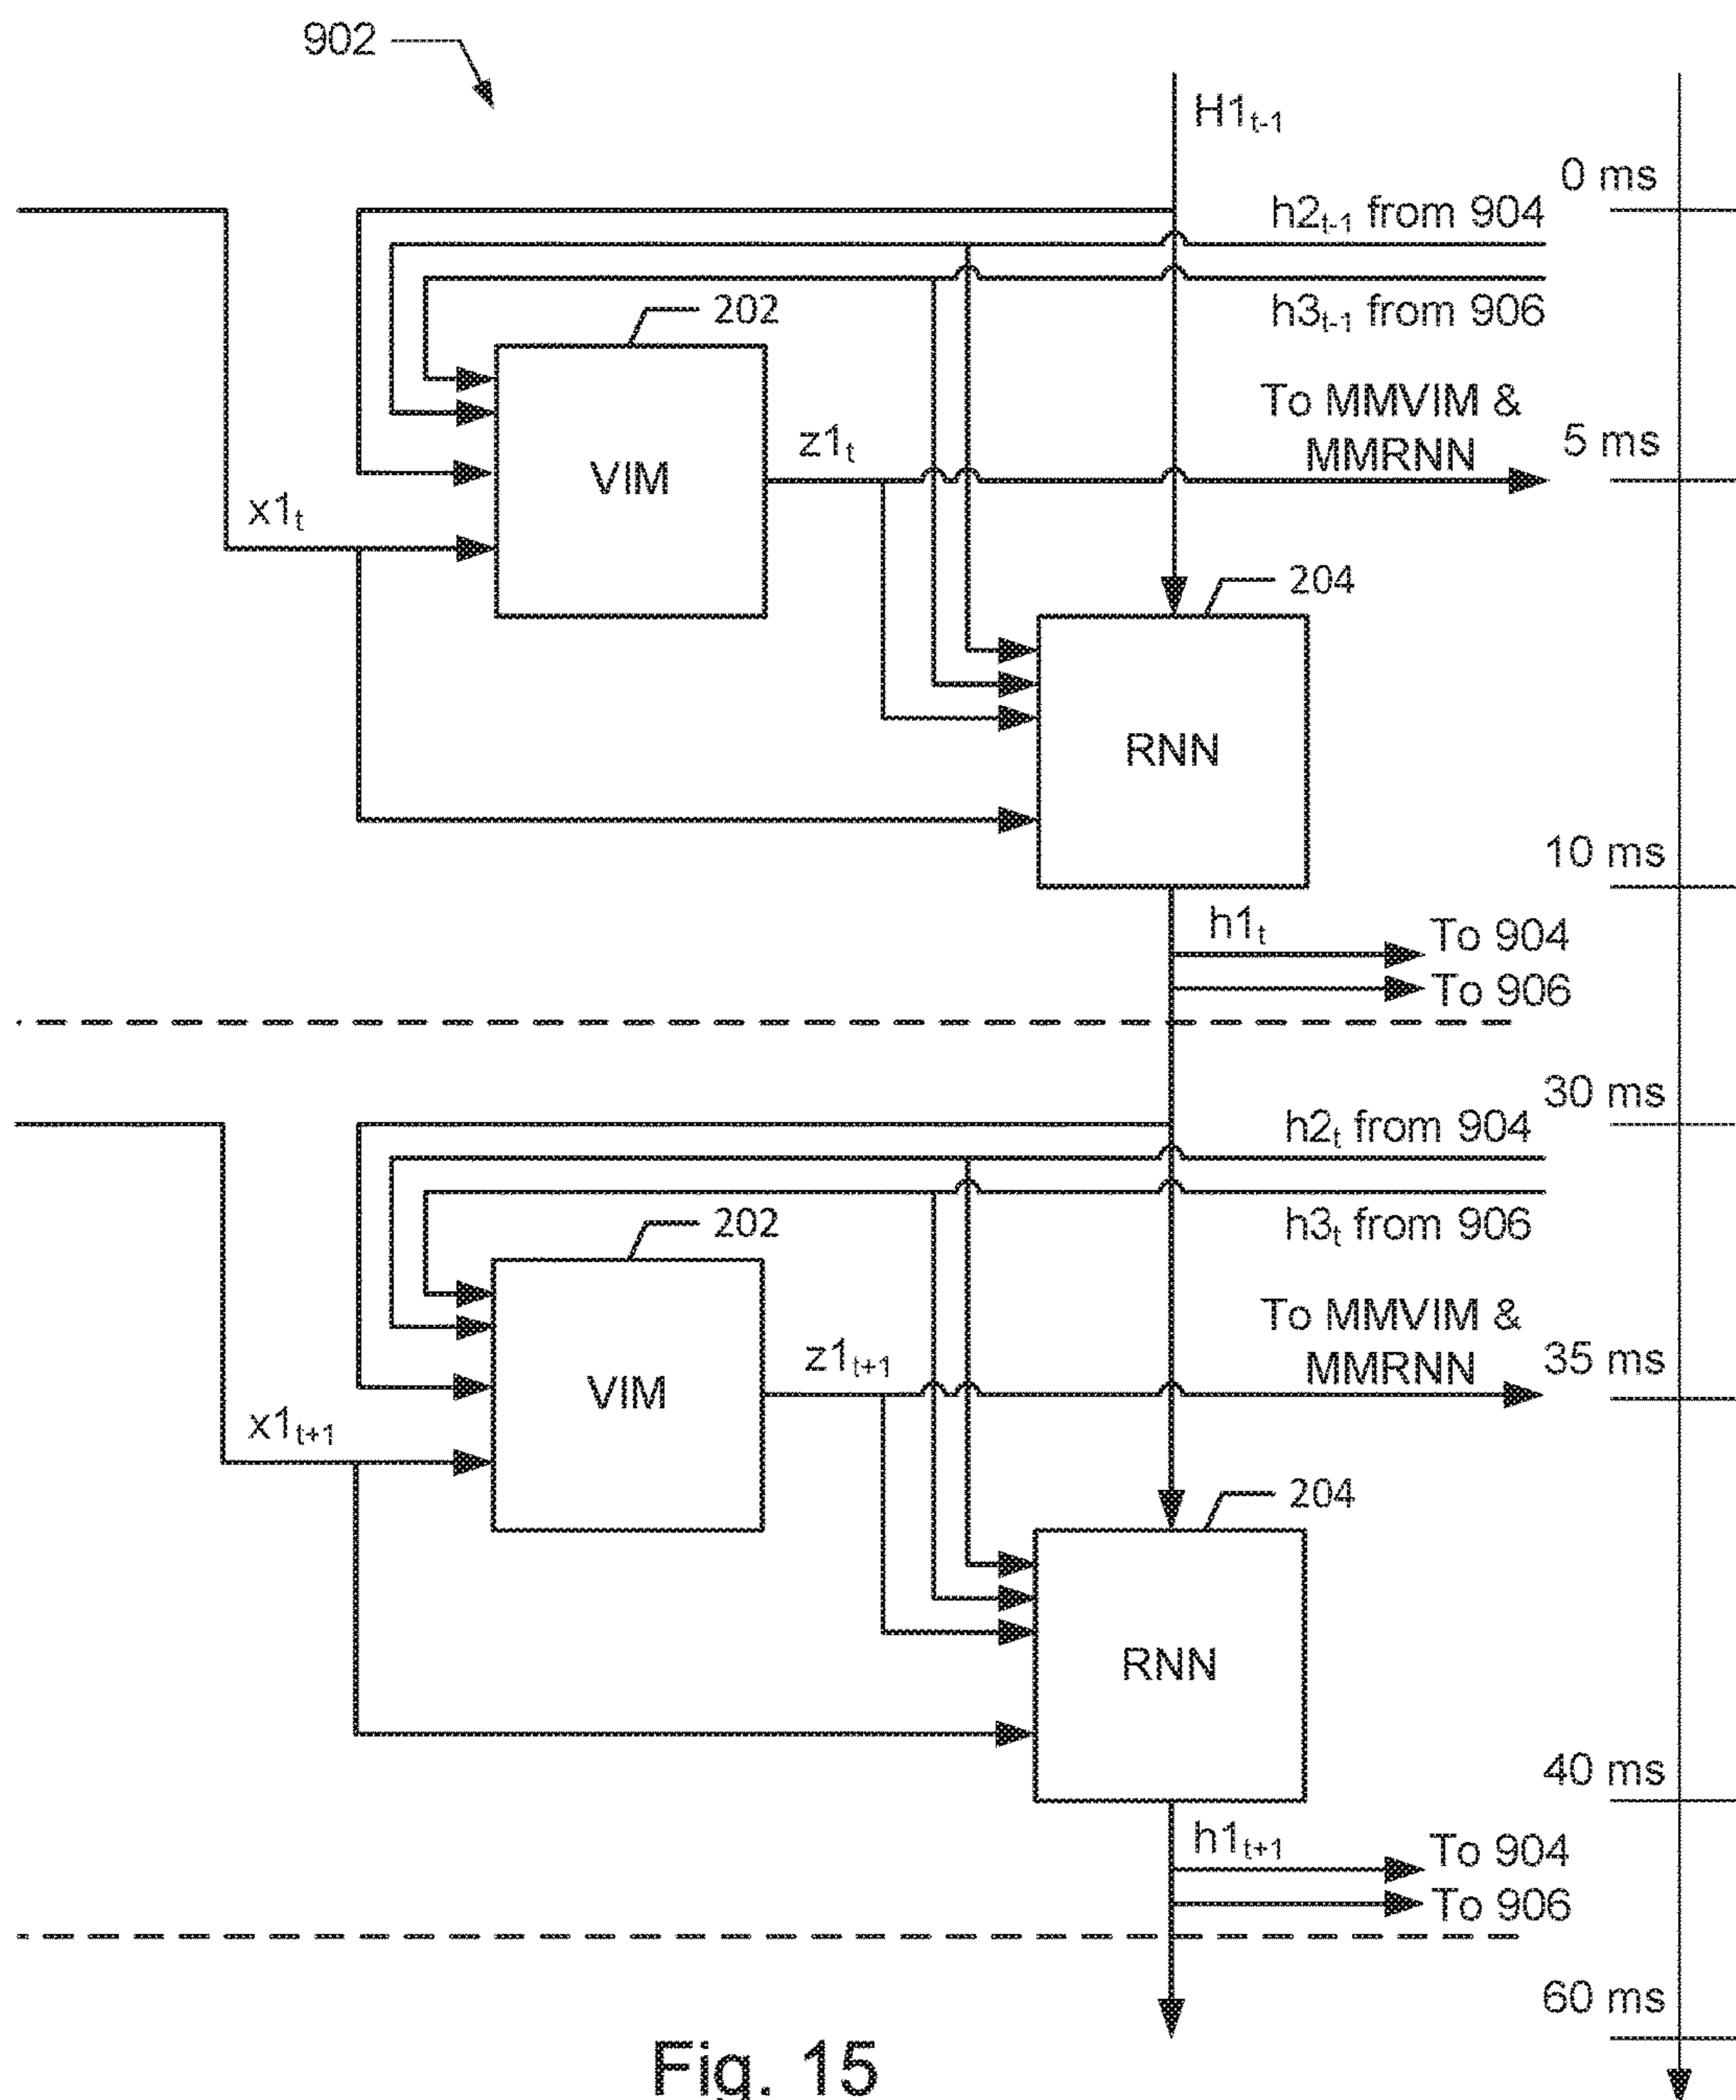 902
H1t-1
0 ms
h2t-1 from 904
h3t-1 from 906
202
To MMVIM &
MMRNN
5 ms
z1t
VIM
x1t
204
RNN
10 ms
h1t
To 904
To 906
30 ms
h2t from 904
h3t from 906
202
To MMVIM &
MMRNN
35 ms
z1t+1
VIM
x1t+1
204
RNN
40 ms
h1t+1
To 904
To 906
60 ms
Fig. 15